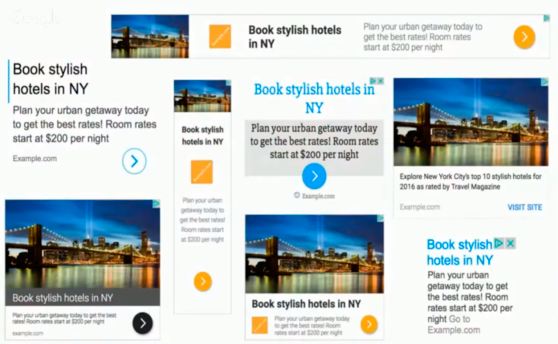 Google
Book stylish hotels
in NY
Plan your urban getaway today
to get the best rates! Room rates
start at $200 per night
Book stylish
hotels in NY
Plan your urban getaway today
to get the best rates! Room rates
start at $200 per night
Example.com
Book stylish
hotels in NY
Plan your urban
getaway today to
get the best rates!
Room rates start at
$200 per night
Book stylish hotels in
NY
Plan your urban getaway today
to get the best rates! Room rates
start at $200 per night
© Example.com
Explore New York City's top 10 stylish hotels for
2016 as rated by Travel Magazine
Example.com
VISIT SITE
Book stylish hotels in NY
Plan your urban getaway today to get the best
rates! Room rates start at $200 per night
Example.com
Book stylish hotels in NY
Plan your urban getaway today to get
the best rates! Room rates start at
$200 per night
Book stylish
hotels in NY
Plan your urban
getaway today to
get the best rates!
Room rates start
at $200 per
night Go to
Example.com